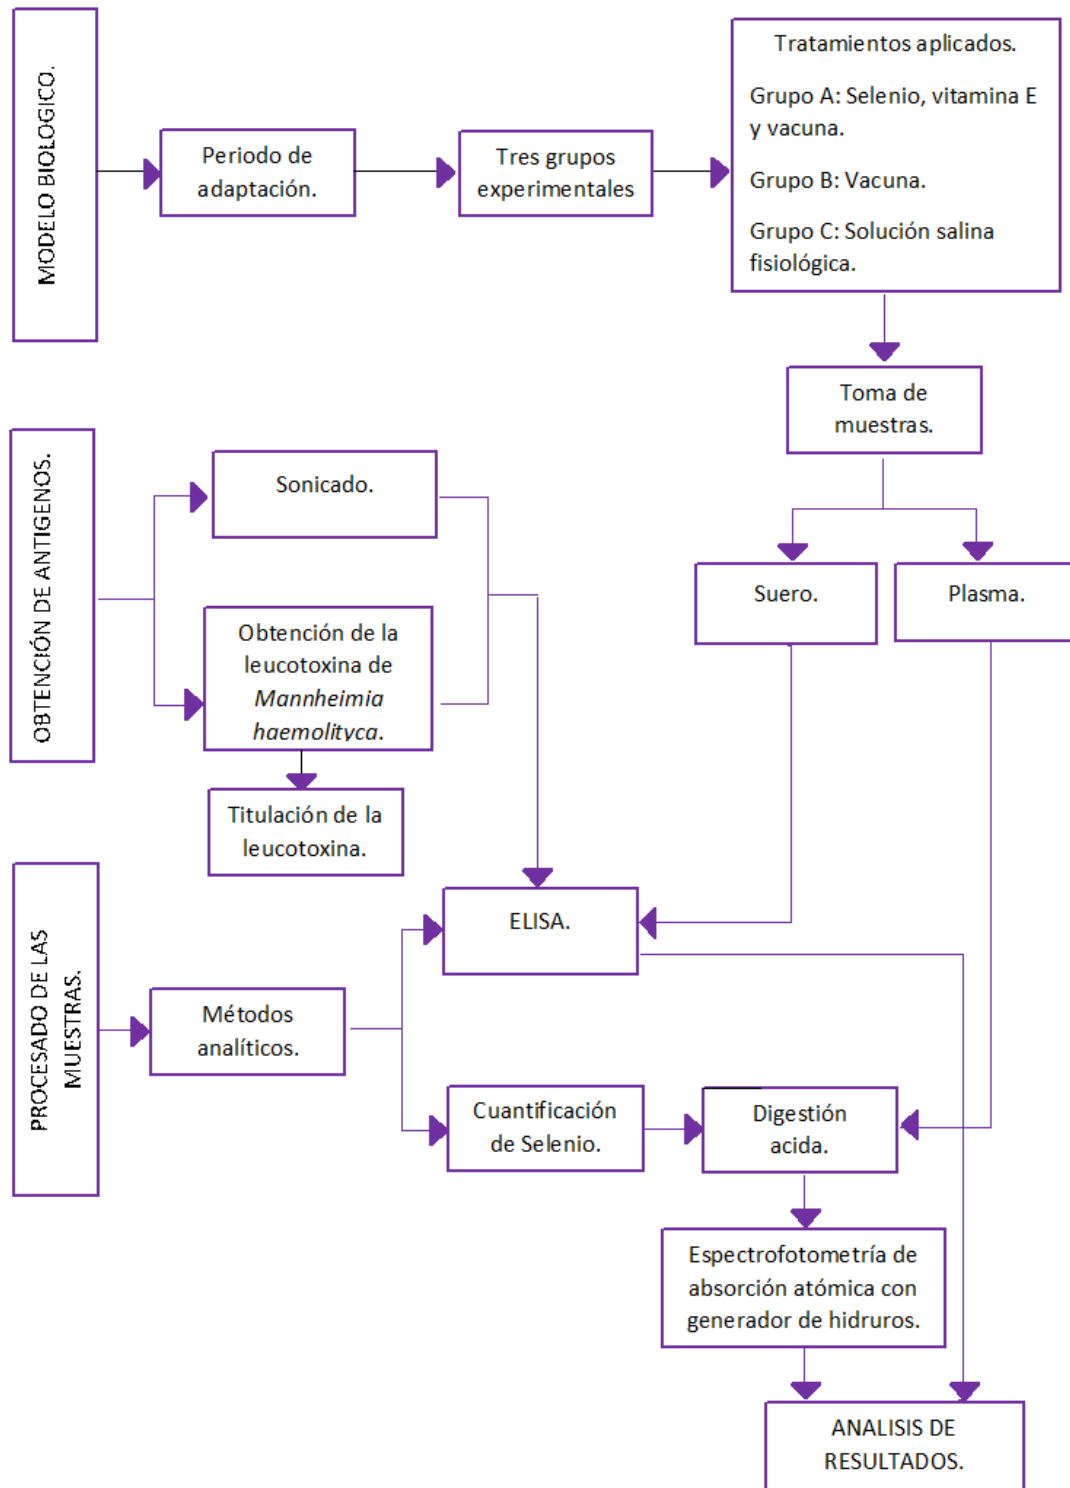 MODELO BIOLOGICO.
Periodo de
adaptación.
Tres grupos
experimentales
Tratamientos aplicados.
Grupo A: Selenio, vitamina E
y vacuna.
Grupo B: Vacuna.
Grupo C: Solución salina
fisiológica.
Toma de
muestras.
Suero.
Plasma.
OBTENCIÓN DE ANTIGENOS.
Sonicado.
Obtención de la
leucotoxina de
Mannheimia
haemolityca.
Titulación de la
leucotoxina.
PROCESADO DE LAS
MUESTRAS.
Métodos
analíticos.
ELISA.
Cuantificación
de Selenio.
Digestión
acida.
Espectrofotometría de
absorción atómica con
generador de hidruros.
ANALISIS DE
RESULTADOS.